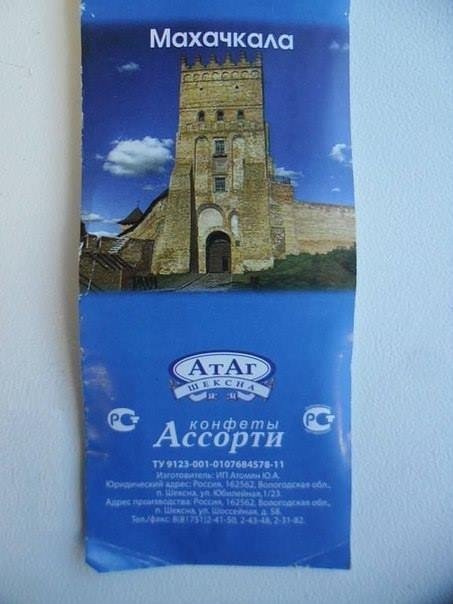 Махачкала
АтАг
ШЕКСНА
конфеты
Ассорти
ТУ 9123-001-0107684578-11
Изготовитель: ИП Атомян Ю.А.
Юридический адрес: Россия, 162562, Вологодская обл.,
п. Шексна, ул. Юбилейная,1/23.
Адрес производства: Россия, 162562, Вологодская обл.,
п. Шексна, ул. Шоссейная, д. 58.
Тел./факс: 8(81751)2-41-50, 2-43-48, 2-31-82.